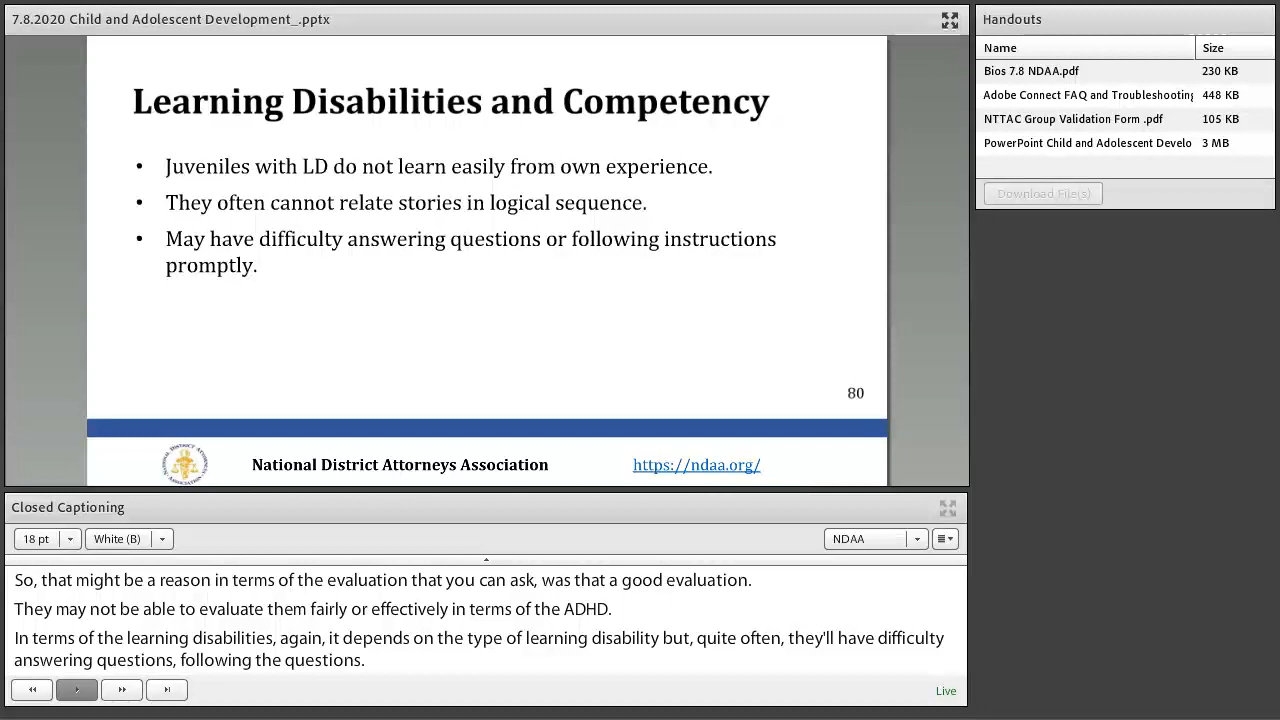 7.8.2020 Child and Adolescent Development_.pptx
Learning Disabilities and Competency
• Juveniles with LD do not learn easily from own experience.
• They often cannot relate stories in logical sequence.
• May have difficulty answering questions or following instructions
promptly.
80
National District Attorneys Association
https://ndaa.org/
Handouts
Name Size
Bios 7.8 NDAA.pdf 230 KB
Adobe Connect FAQ and Troubleshooting 448 KB
NTTAC Group Validation Form .pdf 105 KB
PowerPoint Child and Adolescent Develo 3 MB
Download File(s)
Closed Captioning
18 pt White (B) NDAA
So, that might be a reason in terms of the evaluation that you can ask, was that a good evaluation.
They may not be able to evaluate them fairly or effectively in terms of the ADHD.
In terms of the learning disabilities, again, it depends on the type of learning disability but, quite often, they'll have difficulty
answering questions, following the questions.
Live